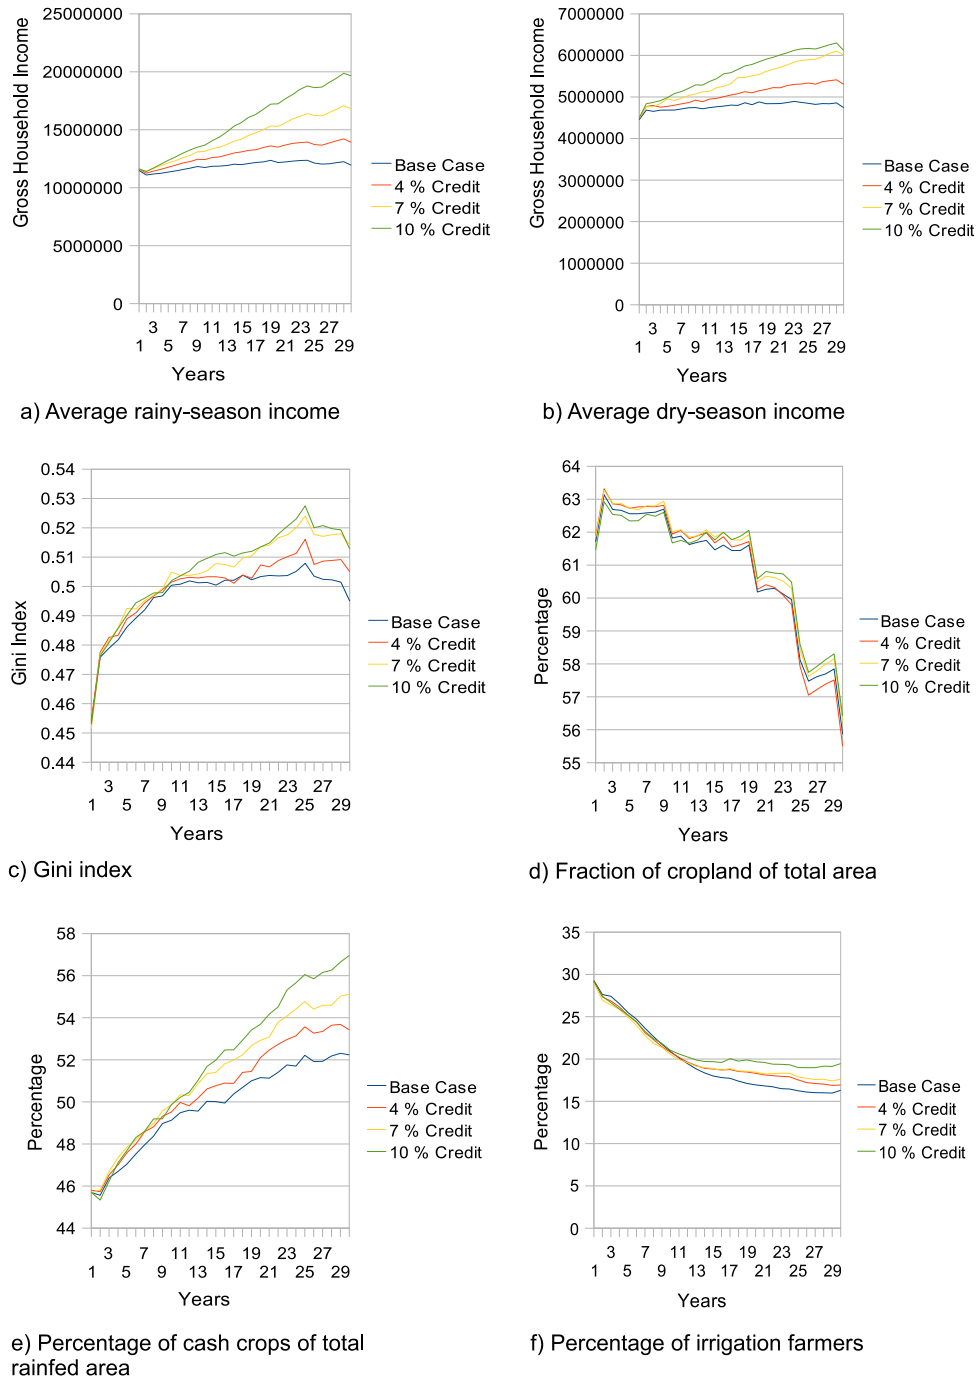 25000000
20000000
15000000
10000000
5000000
0
Gross Household Income
3 7 11 15 19 23 27
1 5 9 13 17 21 25 29
Years
Base Case
4 % Credit
7 % Credit
10 % Credit
a) Average rainy-season income
7000000
6000000
5000000
4000000
3000000
2000000
1000000
0
Gross Household Income
3 7 11 15 19 23 27
1 5 9 13 17 21 25 29
Years
Base Case
4 % Credit
7 % Credit
10 % Credit
b) Average dry-season income
0.54
0.53
0.52
0.51
0.5
0.49
0.48
0.47
0.46
0.45
0.44
Gini Index
3 7 11 15 19 23 27
1 5 9 13 17 21 25 29
Years
Base Case
4 % Credit
7 % Credit
10 % Credit
c) Gini index
64
63
62
61
60
59
58
57
56
55
Percentage
3 7 11 15 19 23 27
1 5 9 13 17 21 25 29
Years
Base Case
4 % Credit
7 % Credit
10 % Credit
d) Fraction of cropland of total area
58
56
54
52
50
48
46
44
Percentage
3 7 11 15 19 23 27
1 5 9 13 17 21 25 29
Years
Base Case
4 % Credit
7 % Credit
10 % Credit
e) Percentage of cash crops of total
rainfed area
35
30
25
20
15
10
5
0
Percentage
3 7 11 15 19 23 27
1 5 9 13 17 21 25 29
Years
Base Case
4 % Credit
7 % Credit
10 % Credit
f) Percentage of irrigation farmers